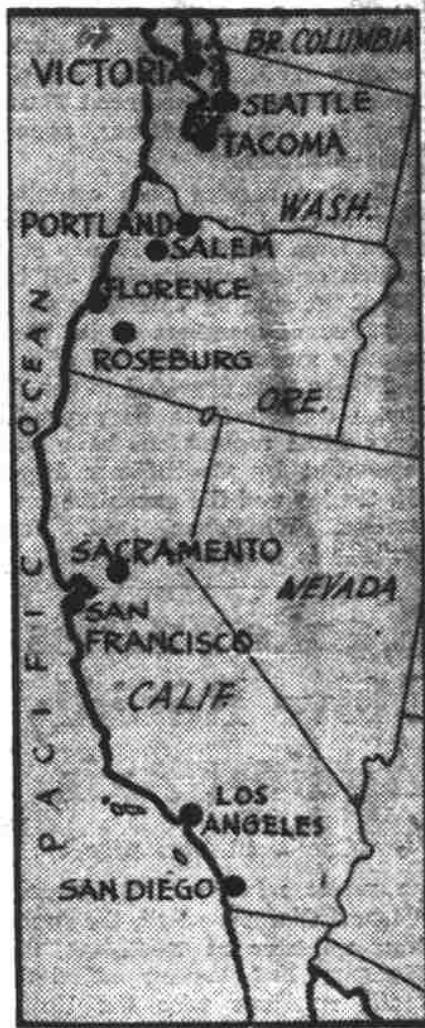 BR. COLUMBIA
VICTORIA
SEATTLE
TACOMA
WASH.
PORTLAND
SALEM
FLORENCE
ROSEBURG
ORE.
PACIFIC OCEAN
SACRAMENTO
NEVADA
SAN
FRANCISCO
CALIF.
LOS
ANGELES
SAN DIEGO